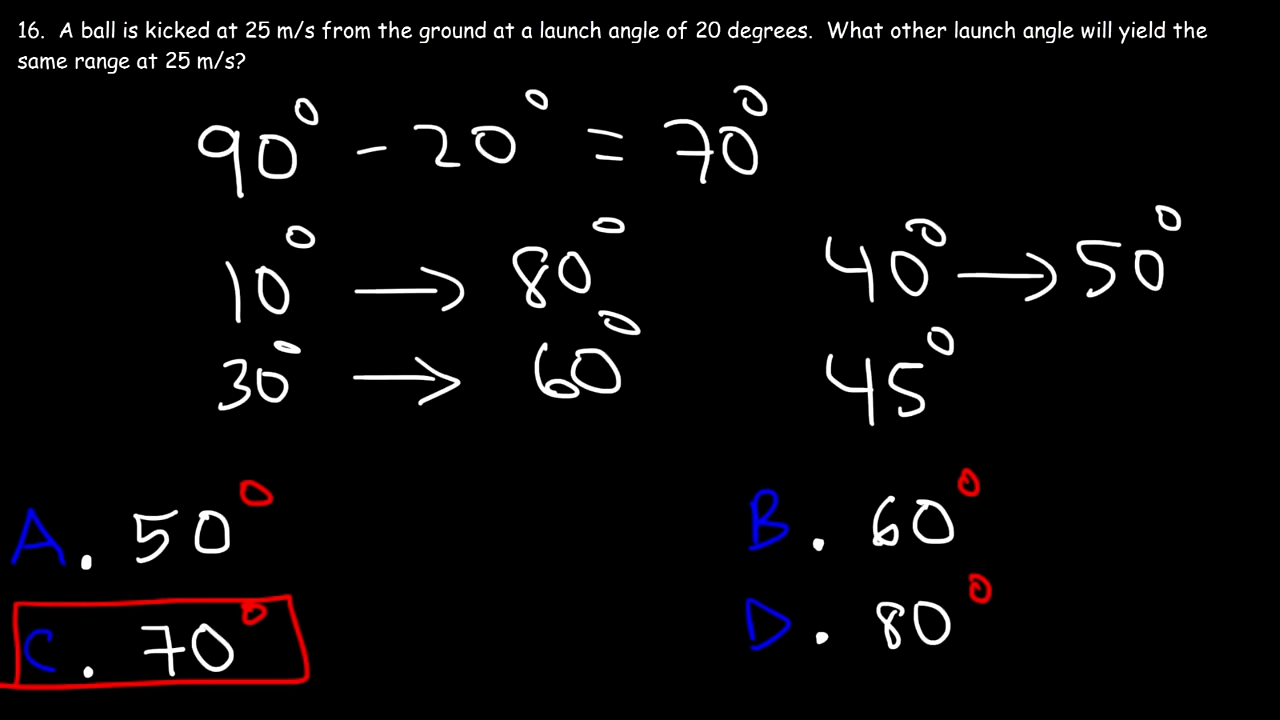 16. A ball is kicked at 25 m/s from the ground at a launch angle of 20 degrees. What other launch angle will yield the
same range at 25 m/s?
90° - 20° = 70°
10° → 80°
30° → 60°
40° → 50°
45°
A. 50°
B. 60°
C. 70°
D. 80°